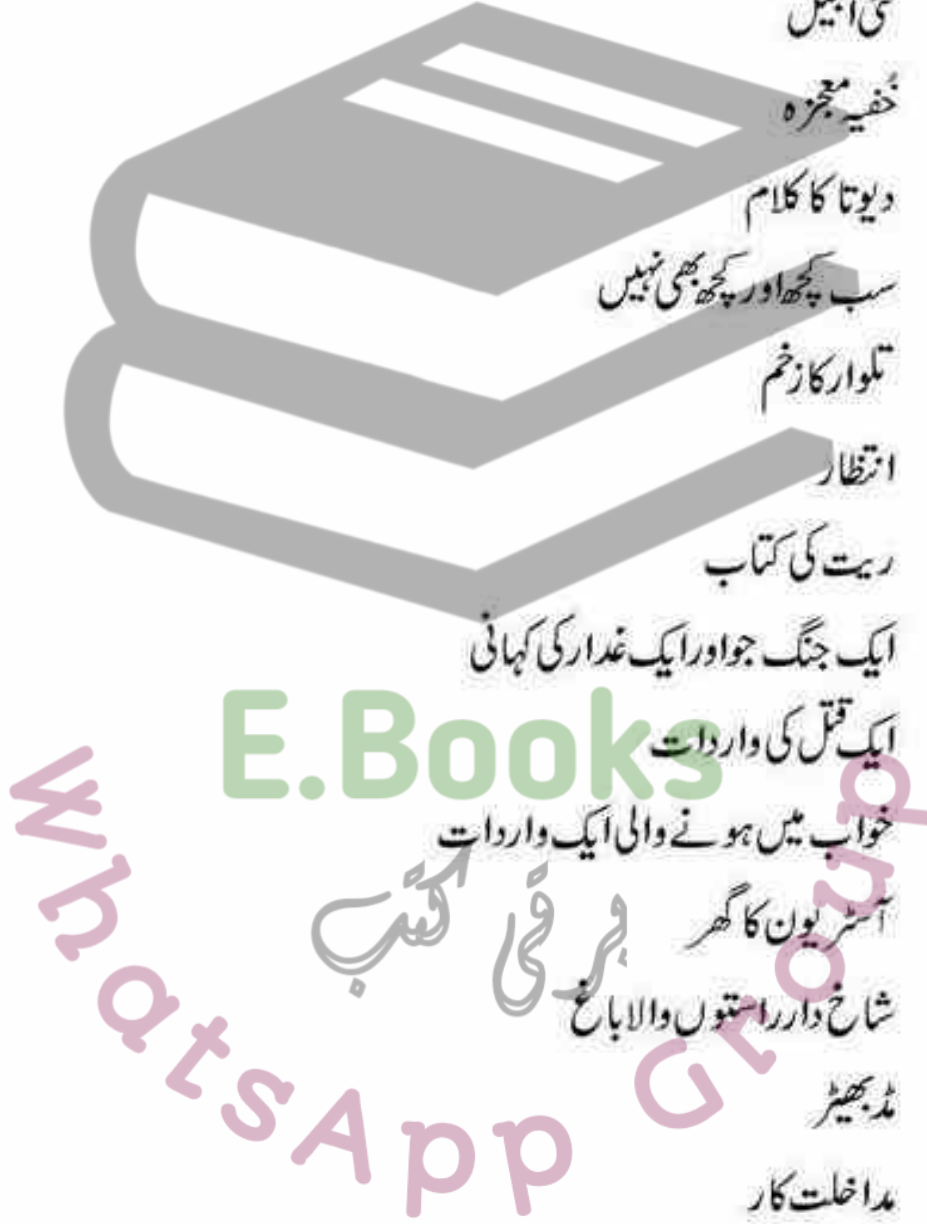 نئی انجیل
خُفیہ معجزہ
دیوتا کا کلام
سب کچھ اور کچھ بھی نہیں
تلوار کا زخم
انتظار
ریت کی کتاب
ایک جنگ جو اور ایک غدار کی کہانی
E.Books
ایک قتل کی واردات
خواب میں ہونے والی ایک واردات
برقی کتب
آسٹریون کا گھر
شاخ دار راستوں والا باغ
WhatsApp Group
مڈبھیڑ
مداخلت کار